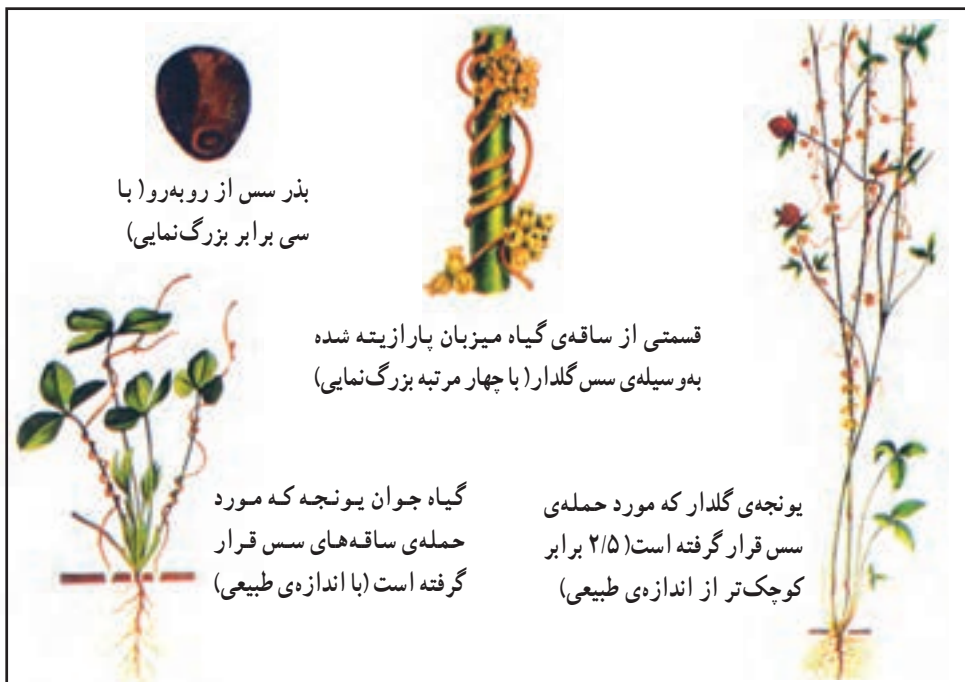 بذر سس از روبه‌رو( با
سی برابر بزرگ‌نمایی)
قسمتی از ساقه‌ی گیاه میزبان پارازیته شده
به‌وسیله‌ی سس گلدار( با چهار مرتبه بزرگ‌نمایی)
یونجه‌ی گلدار که مورد حمله‌ی
سس قرار گرفته است( ۲/۵ برابر
کوچک‌تر از اندازه‌ی طبیعی)
گیاه جوان یونجه که مورد
حمله‌ی ساقه‌های سس قرار
گرفته است (با اندازه‌ی طبیعی)